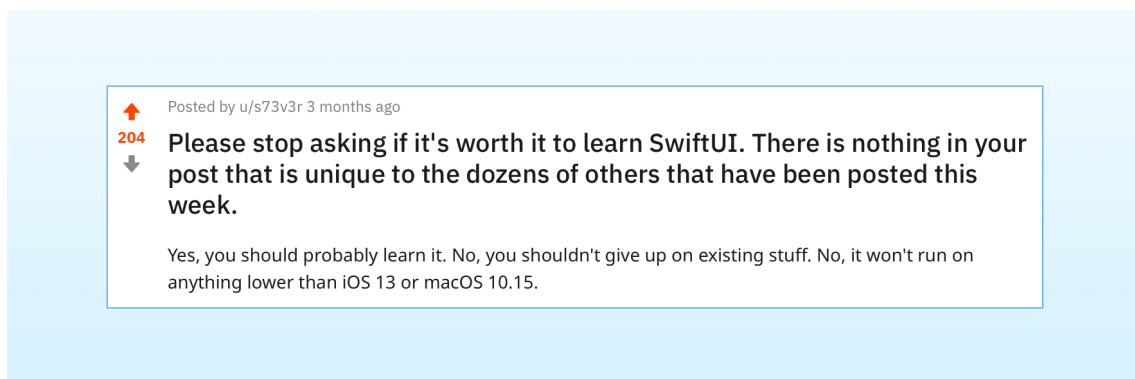 Posted by u/s73v3r 3 months ago
204
Please stop asking if it's worth it to learn SwiftUI. There is nothing in your
post that is unique to the dozens of others that have been posted this
week.
Yes, you should probably learn it. No, you shouldn't give up on existing stuff. No, it won't run on
anything lower than iOS 13 or macOS 10.15.